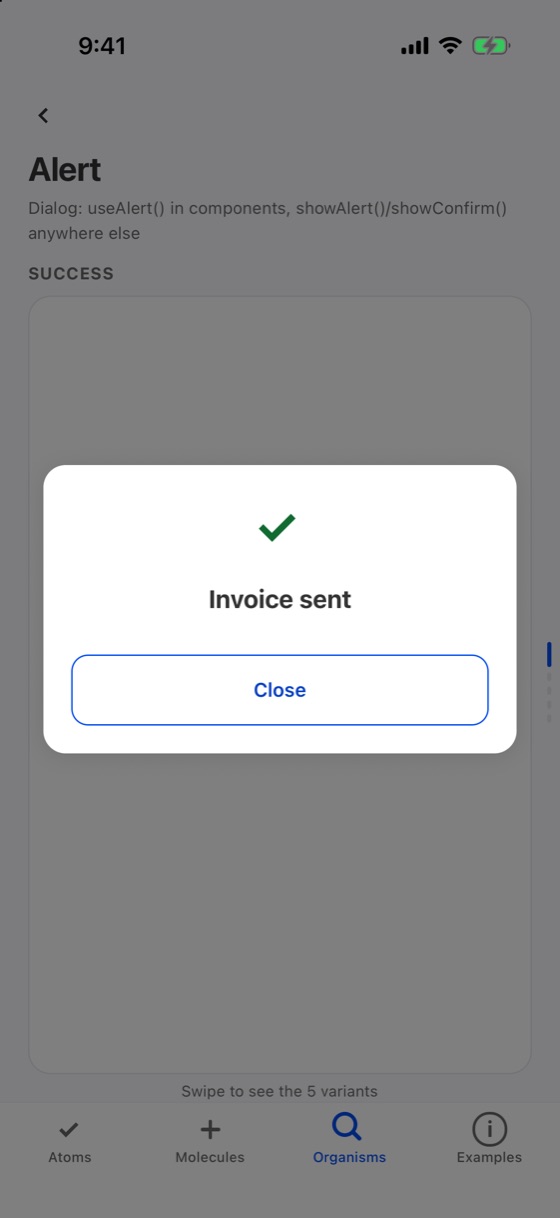 9:41
Alert
Dialog: useAlert() in components, showAlert()/showConfirm()
anywhere else
SUCCESS
Invoice sent
Close
Swipe to see the 5 variants
Atoms
Molecules
Organisms
Examples